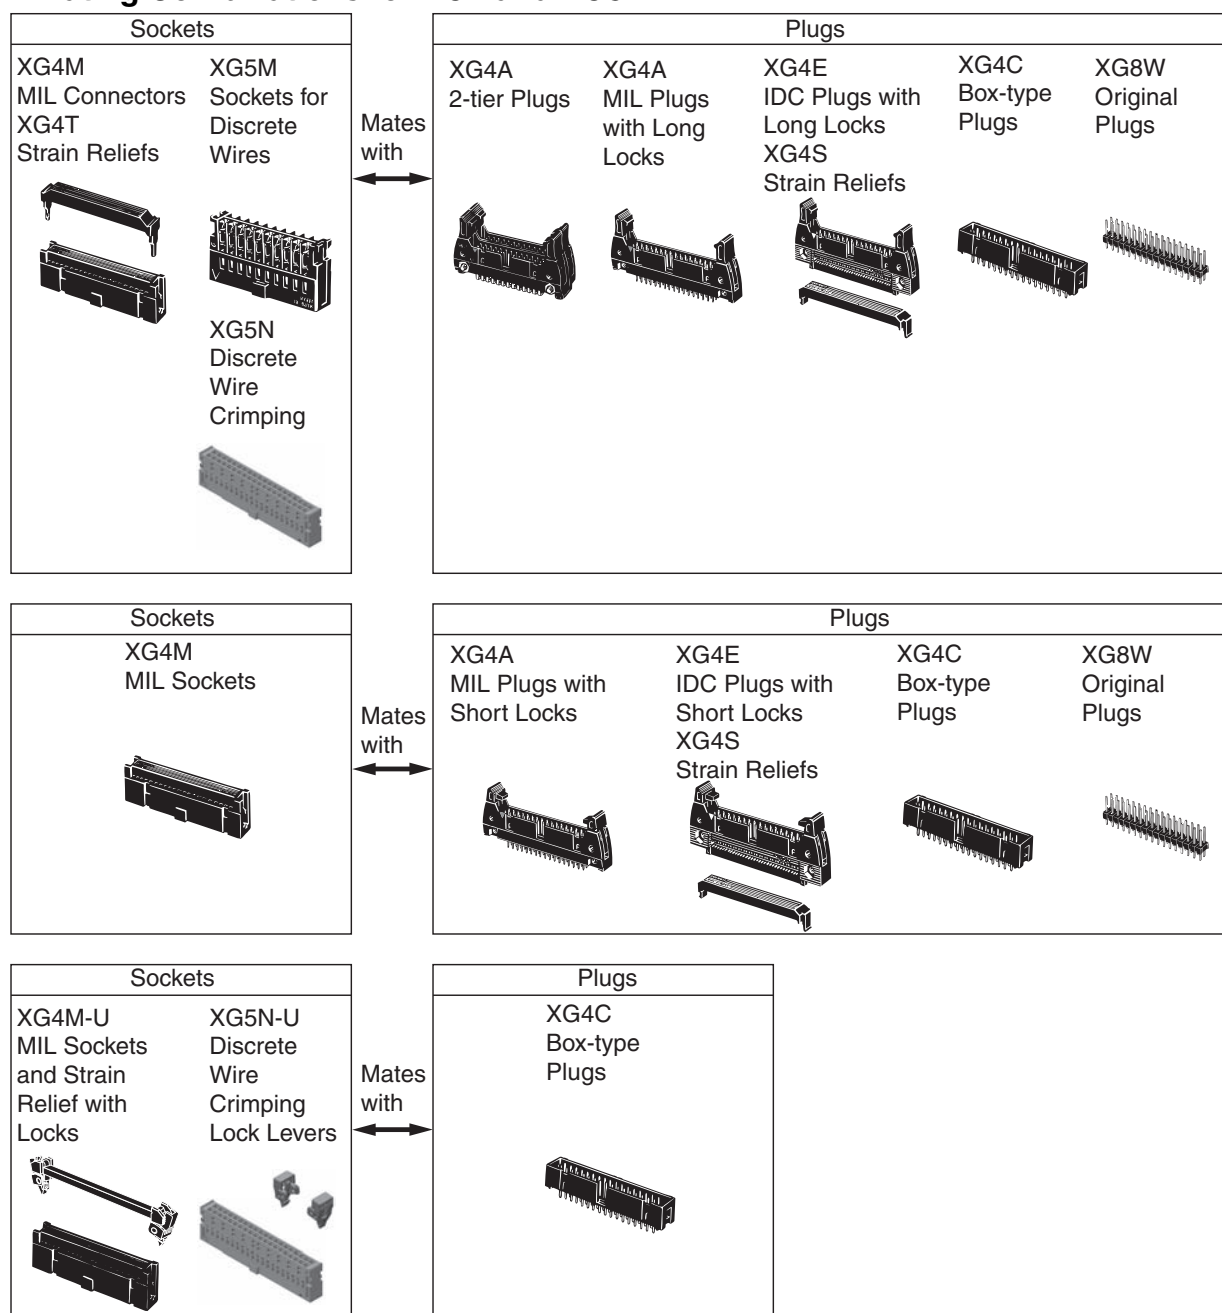 Sockets
XG4M
MIL Connectors
XG4T
Strain Reliefs
XG5M
Sockets for
Discrete
Wires
XG5N
Discrete
Wire
Crimping
Mates
with
Plugs
XG4A
2-tier Plugs
XG4A
MIL Plugs
with Long
Locks
XG4E
IDC Plugs with
Long Locks
XG4S
Strain Reliefs
XG4C
Box-type
Plugs
XG8W
Original
Plugs
Sockets
XG4M
MIL Sockets
Mates
with
Plugs
XG4A
MIL Plugs with
Short Locks
XG4E
IDC Plugs with
Short Locks
XG4S
Strain Reliefs
XG4C
Box-type
Plugs
XG8W
Original
Plugs
Sockets
XG4M-U
MIL Sockets
and Strain
Relief with
Locks
XG5N-U
Discrete
Wire
Crimping
Lock Levers
Mates
with
Plugs
XG4C
Box-type
Plugs